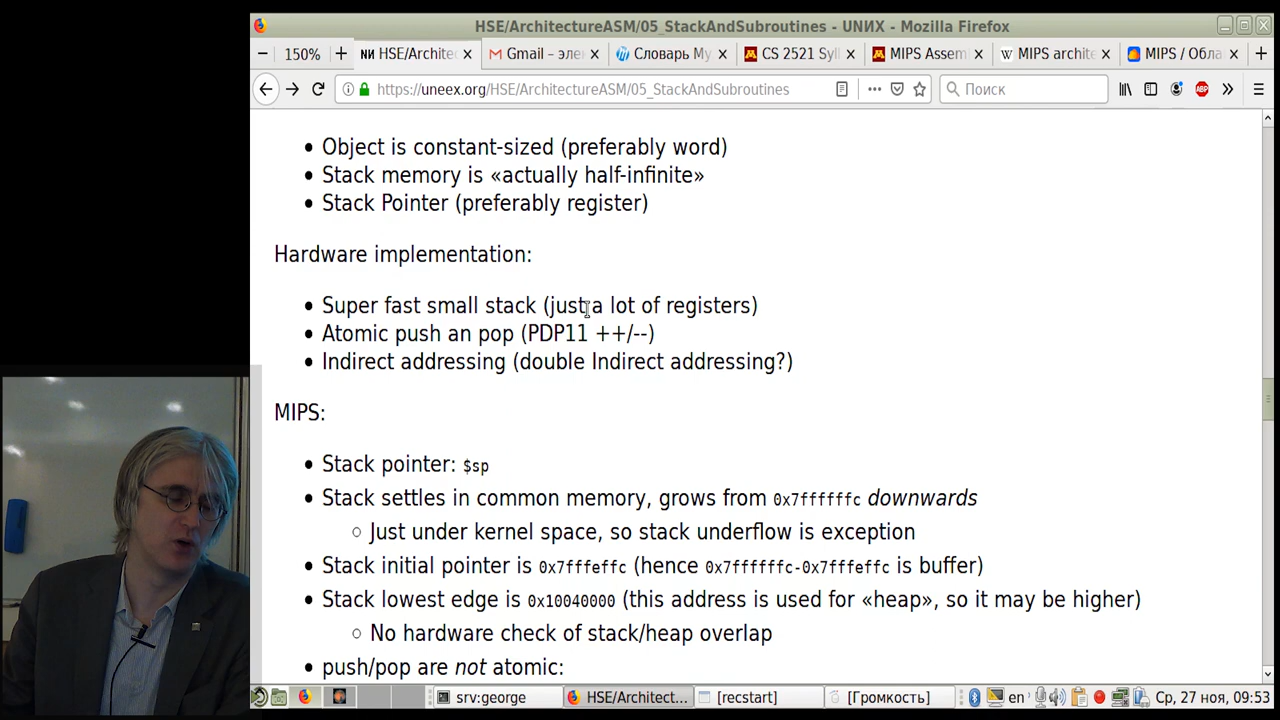 HSE/ArchitectureASM/05_StackAndSubroutines - UNИX - Mozilla Firefox
150% NИ HSE/Archite Gmail – эле Словарь Му CS 2521 Syll MIPS Assem MIPS archite MIPS / Обла
https://uneex.org/HSE/ArchitectureASM/05_StackAndSubroutines Поиск ABP
• Object is constant-sized (preferably word)
• Stack memory is «actually half-infinite»
• Stack Pointer (preferably register)
Hardware implementation:
• Super fast small stack (just a lot of registers)
• Atomic push an pop (PDP11 ++/--)
• Indirect addressing (double Indirect addressing?)
MIPS:
• Stack pointer: $sp
• Stack settles in common memory, grows from 0x7ffffffc downwards
○ Just under kernel space, so stack underflow is exception
• Stack initial pointer is 0x7fffeffc (hence 0x7ffffffc-0x7fffeffc is buffer)
• Stack lowest edge is 0x10040000 (this address is used for «heap», so it may be higher)
○ No hardware check of stack/heap overlap
• push/pop are not atomic:
srv:george HSE/Architect... [recstart] [Громкость] en Ср, 27 ноя, 09:53